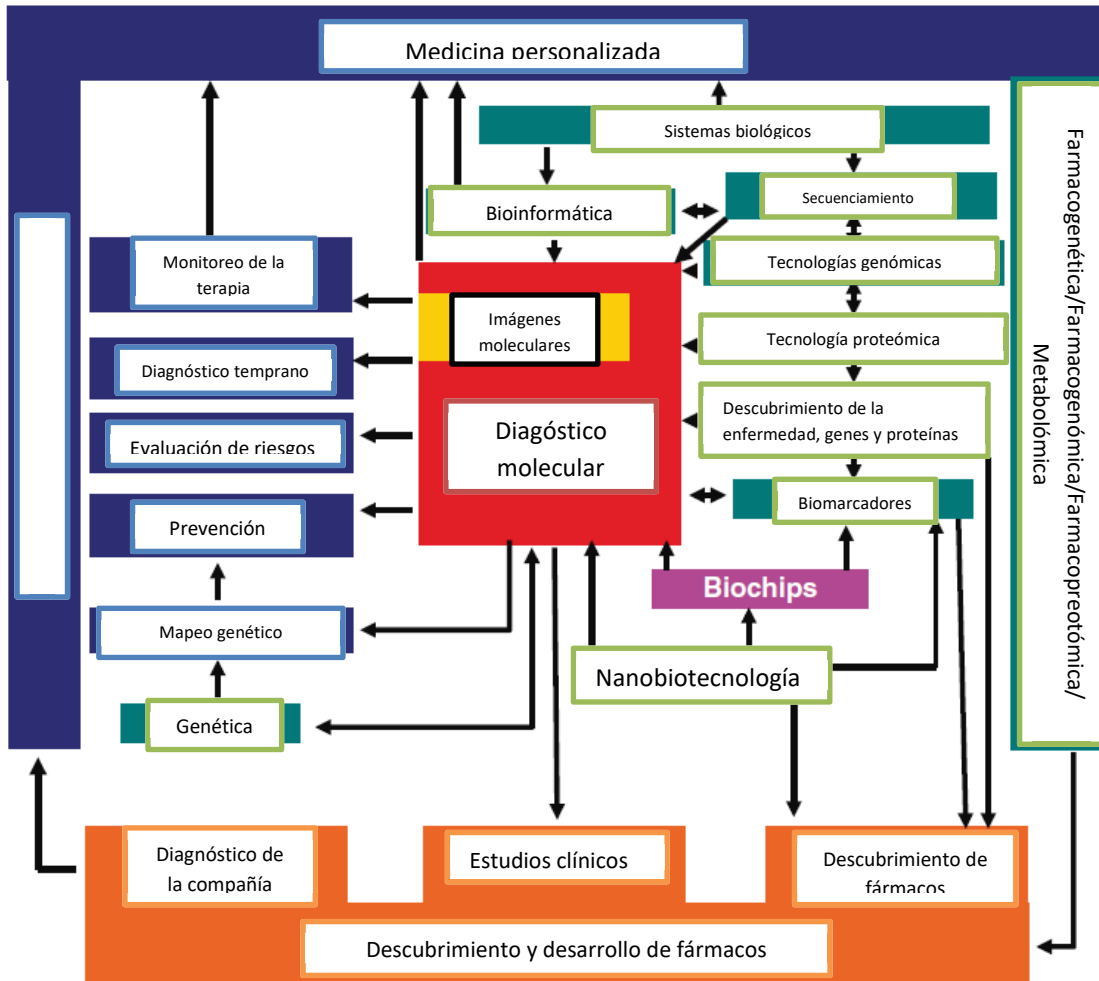 Medicina personalizada
Sistemas biológicos
Bioinformática
Secuenciamiento
Tecnologías genómicas
Monitoreo de la
terapia
Imágenes
moleculares
Tecnología proteómica
Diagnóstico temprano
Descubrimiento de la
enfermedad, genes y proteínas
Evaluación de riesgos
Diagóstico
molecular
Biomarcadores
Prevención
Biochips
Mapeo genético
Nanobiotecnología
Genética
Farmacogenética/Farmacogenómica/Farmacopreotómica/
Metabolómica
Diagnóstico de
la compañía
Estudios clínicos
Descubrimiento de
fármacos
Descubrimiento y desarrollo de fármacos